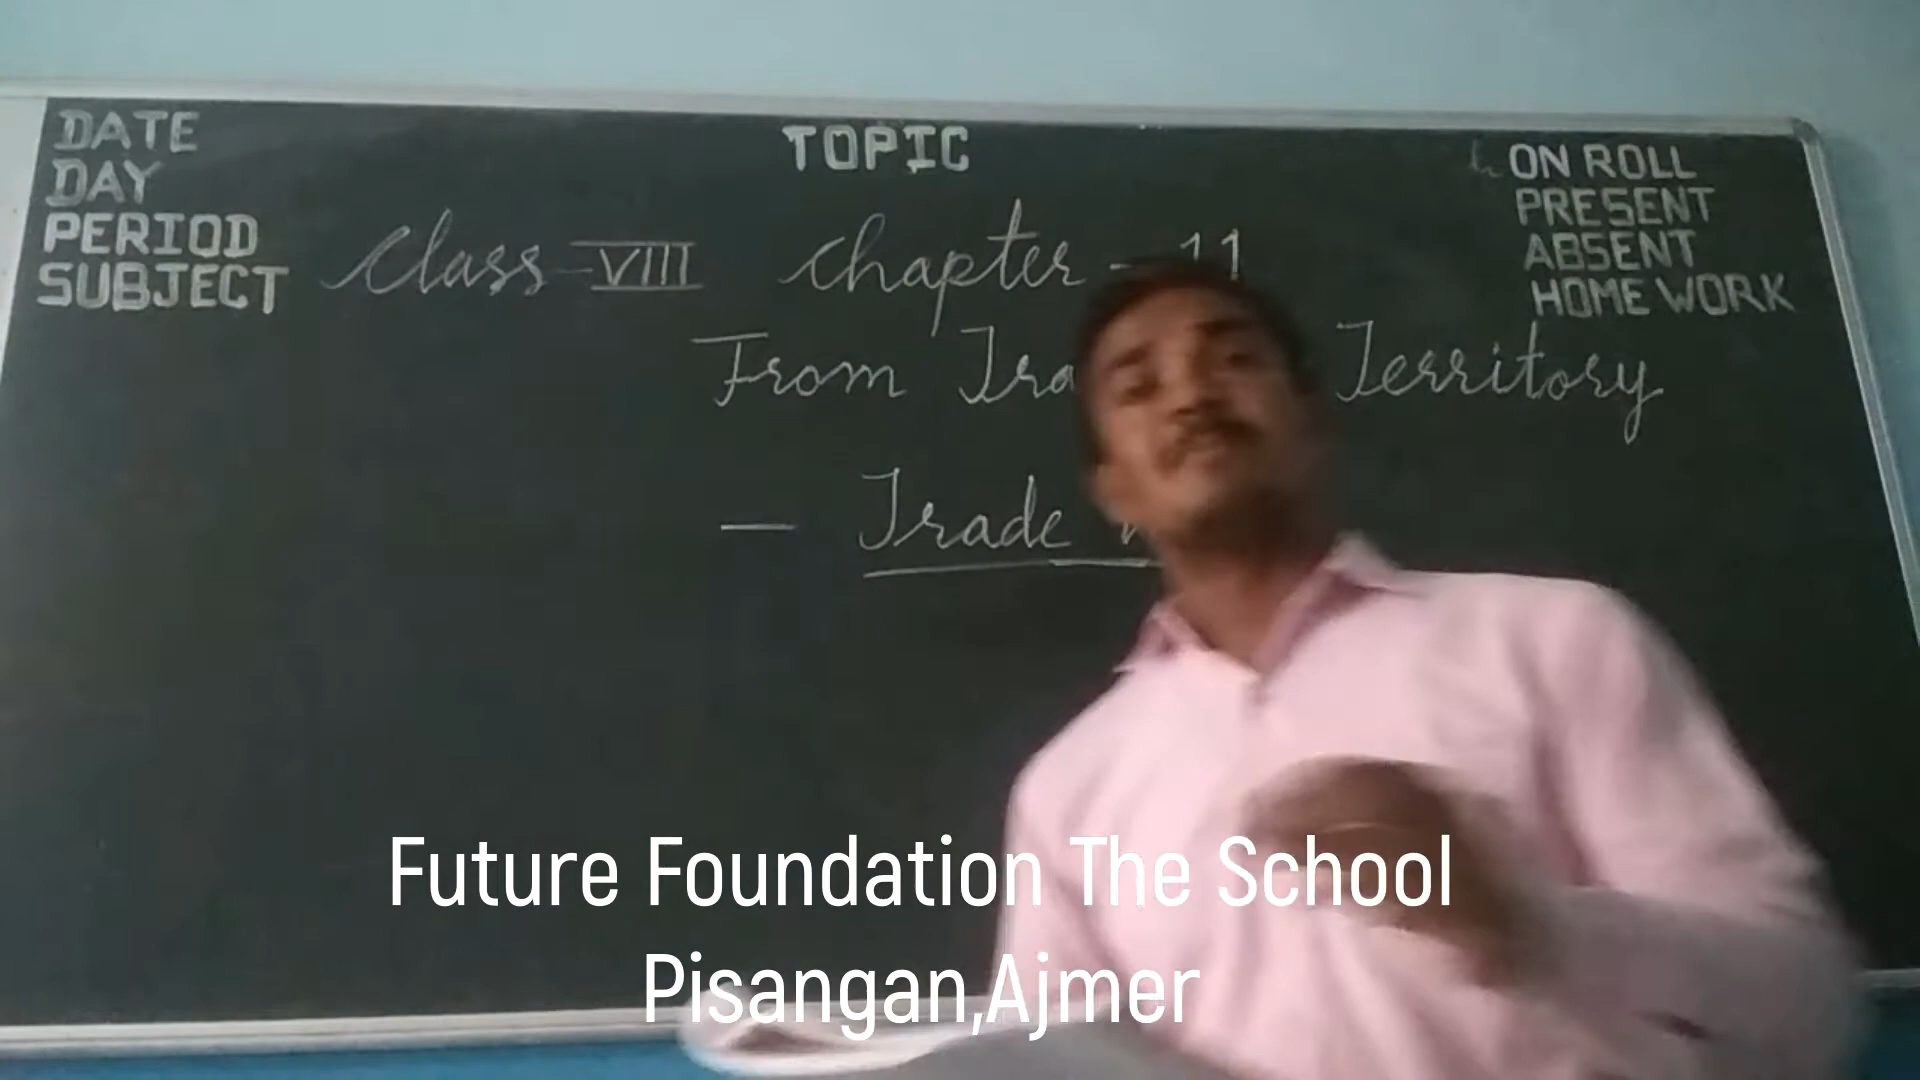 DATE
DAY
PERIOD
SUBJECT
TOPIC
ON ROLL
PRESENT
ABSENT
HOME WORK
Class - VIII Chapter - 11
From Territory
— Trade
Future Foundation The School
Pisangan,Ajmer